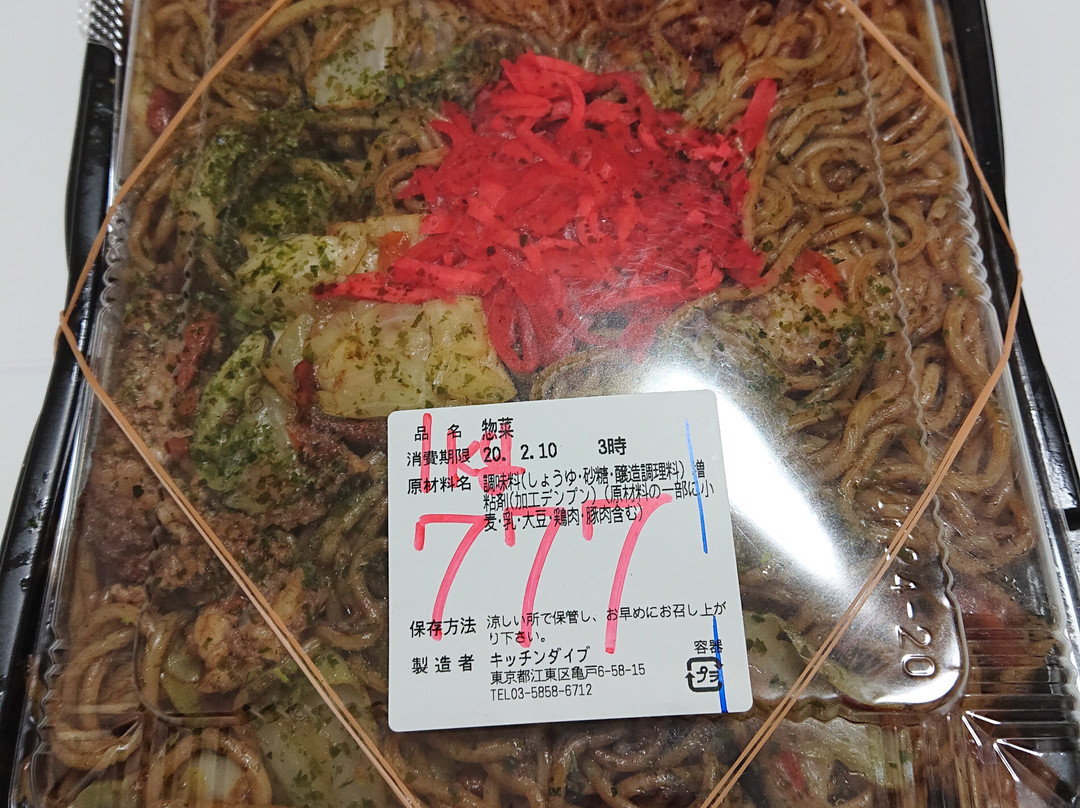 品名 惣菜
消費期限 20. 2.10 3時
1kg
原材料名 調味料(しょうゆ・砂糖・醸造調理料) 増
粘剤(加工デンプン) (原材料の一部に小
麦・乳・大豆・鶏肉・豚肉含む)
777
保存方法 涼しい所で保管し、お早めにお召し上が
り下さい。
製造者 キッチンダイブ
東京都江東区亀戸6-58-15
TEL03-5858-6712
容器
プラ
4-20